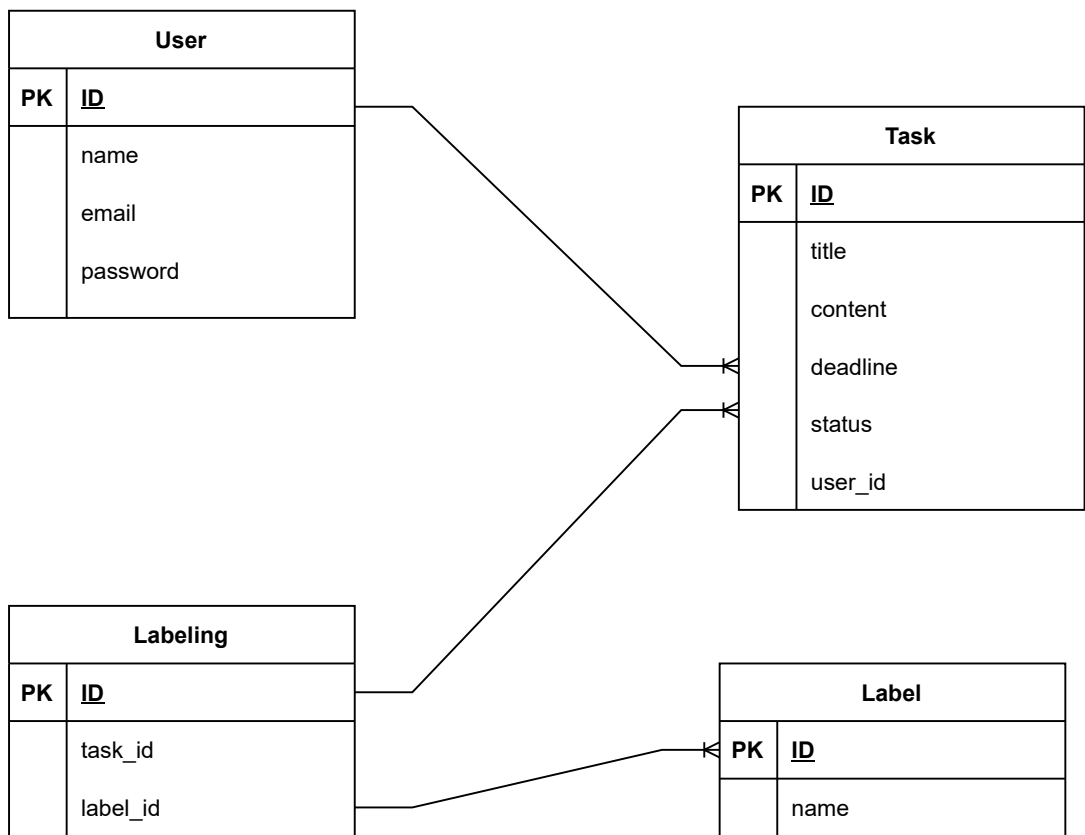 User
PK ID
name
email
password
Task
PK ID
title
content
deadline
status
user_id
Labeling
PK ID
task_id
label_id
Label
PK ID
name